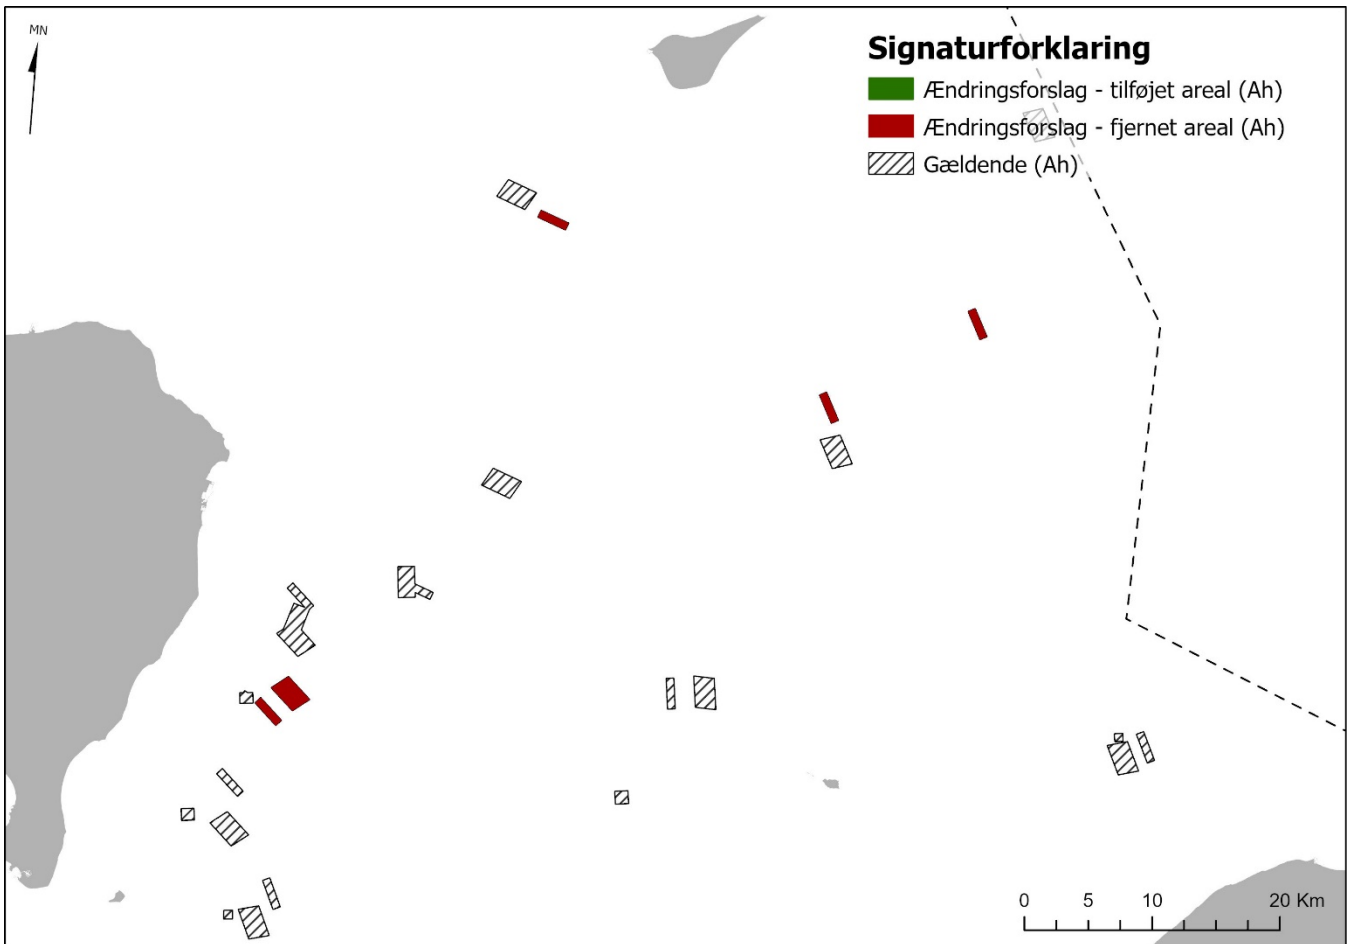 MN
Signaturforklaring
Ændringsforslag - tilføjet areal (Ah)
Ændringsforslag - fjernet areal (Ah)
Gældende (Ah)
0 5 10 20 Km